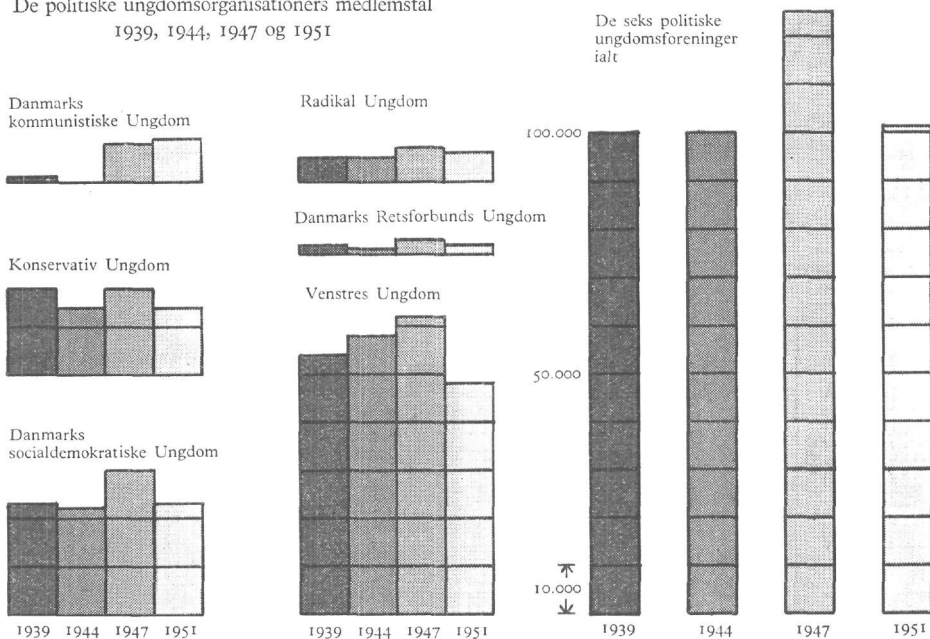 De politiske ungdomsorganisationers medlemstal
1939, 1944, 1947 og 1951
De seks politiske
ungdomsforeninger
ialt
Danmarks
kommunistiske Ungdom
Radikal Ungdom
Danmarks Retsforbunds Ungdom
Konservativ Ungdom
Venstres Ungdom
Danmarks
socialdemokratiske Ungdom
100.000
50.000
10.000
1939 1944 1947 1951
1939 1944 1947 1951
1939 1944 1947 1951